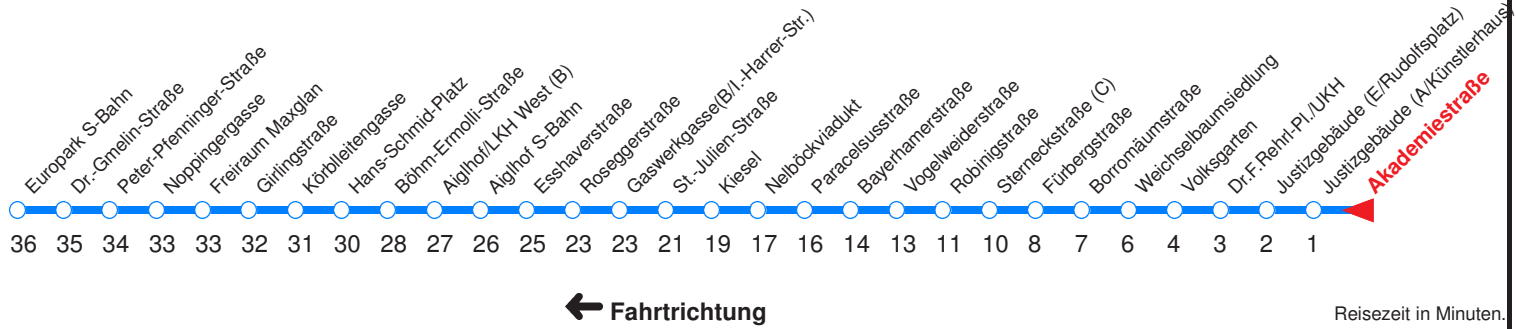 Europark S-Bahn
Dr.-Gmelin-Straße
Peter-Pfenninger-Straße
Noppingergasse
Freiraum Maxglan
Girlingstraße
Körblleitengasse
Hans-Schmid-Platz
Böhm-Ermolli-Straße
Aiglhof/LKH West (B)
Aiglhof S-Bahn
Esshaverstraße
Roseggerstraße
Gaswerkgasse(B/I.-Harrer-Str.)
St.-Julien-Straße
Kiesel
Nelböckviadukt
Paracelsusstraße
Bayerhamerstraße
Vogelweiderstraße
Robinigstraße
Sterneckstraße (C)
Fürbergstraße
Borromäumstraße
Weichselbaumsiedlung
Volksgarten
Dr.F.Rehrl-Pl./UKH
Justizgebäude (E/Rudolfsplatz)
Justizgebäude (A/Künstlerhaus)
Akademiestraße
36 35 34 33 33 32 31 30 28 27 26 25 23 23 21 19 17 16 14 13 11 10 8 7 6 4 3 2 1
Fahrtrichtung
Reisezeit in Minuten.